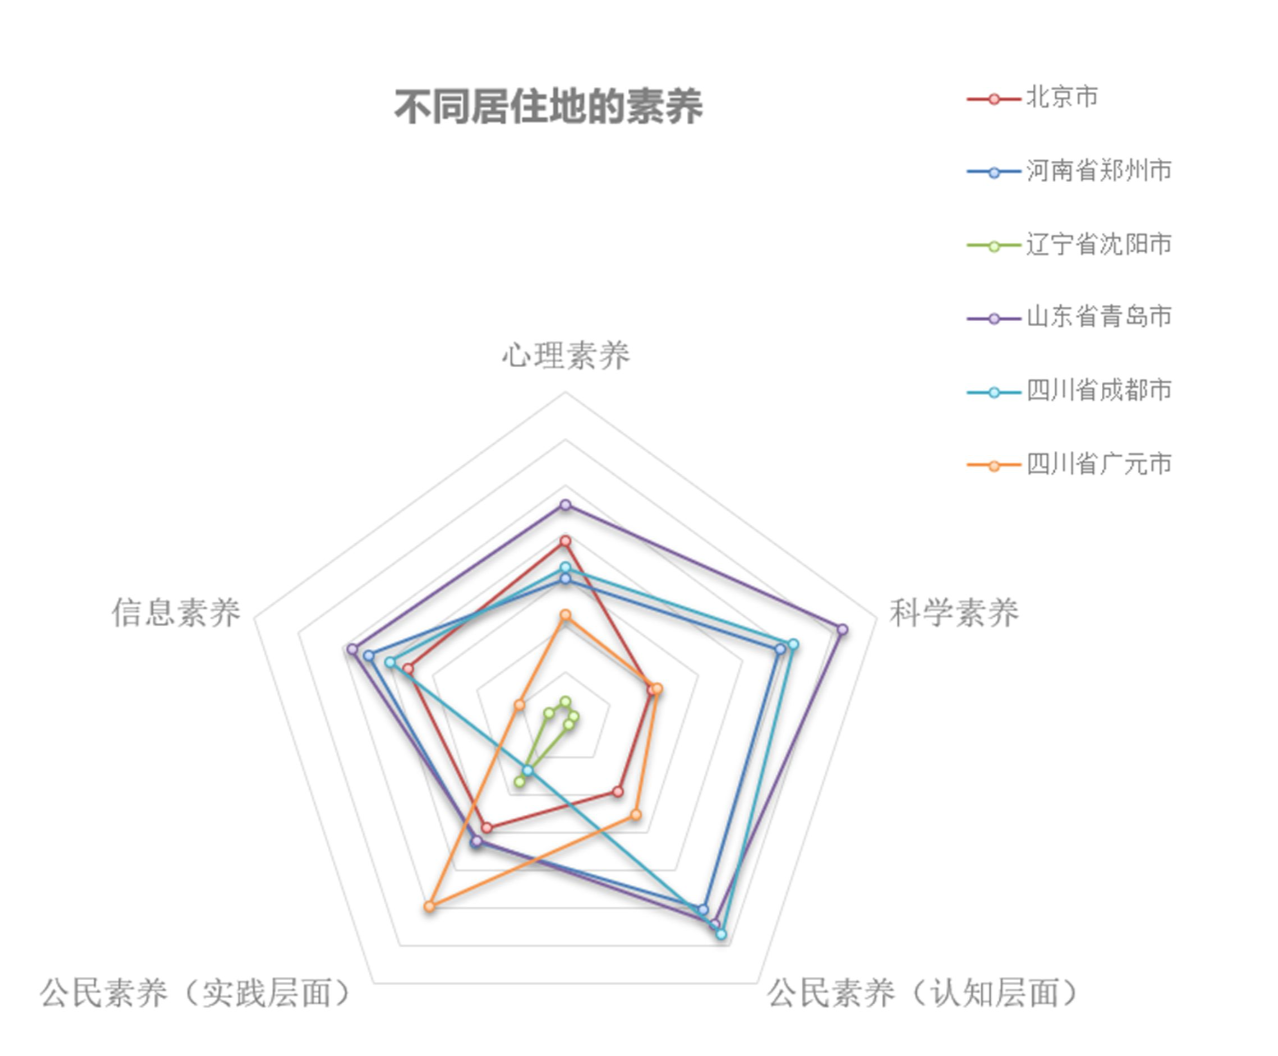 不同居住地的素养
北京市
河南省郑州市
辽宁省沈阳市
山东省青岛市
四川省成都市
四川省广元市
心理素养
科学素养
信息素养
公民素养（实践层面）
公民素养（认知层面）